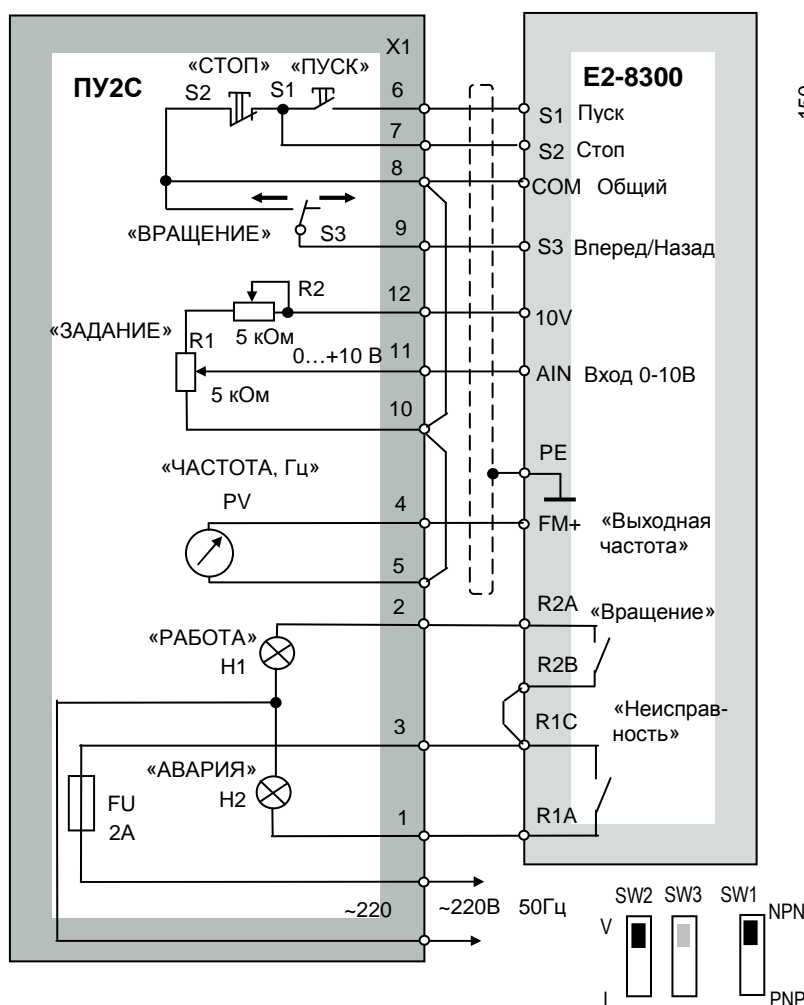 X1
ПУ2С
«СТОП» «ПУСК»
S2 S1
6
7
8
«ВРАЩЕНИЕ» S3
9
R2
12
«ЗАДАНИЕ»
R1
5 кОм
0…+10 В
11
5 кОм
10
«ЧАСТОТА, Гц»
PV
4
5
2
«РАБОТА»
H1
3
«АВАРИЯ»
H2
FU
2А
1
~220
~220В 50Гц
E2-8300
S1 Пуск
S2 Стоп
COM Общий
S3 Вперед/Назад
10V
AIN Вход 0-10В
PE
FM+ «Выходная
частота»
R2A «Вращение»
R2B
R1C «Неисправ-
ность»
R1A
SW2 SW3 SW1
V
I
NPN
PNP
450